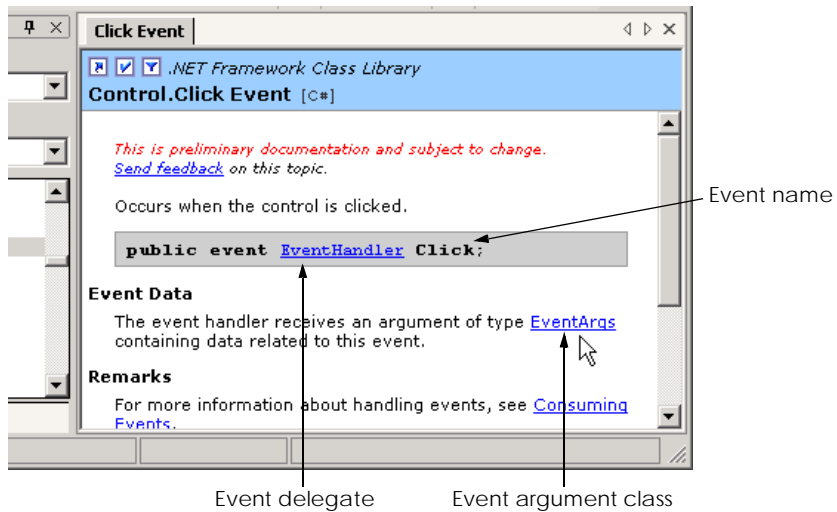 Click Event
.NET Framework Class Library
Control.Click Event [C#]
This is preliminary documentation and subject to change.
Send feedback on this topic.
Occurs when the control is clicked.
Event name
public event EventHandler Click;
Event Data
The event handler receives an argument of type EventArgs
containing data related to this event.
Remarks
For more information about handling events, see Consuming
Events.
Event delegate
Event argument class